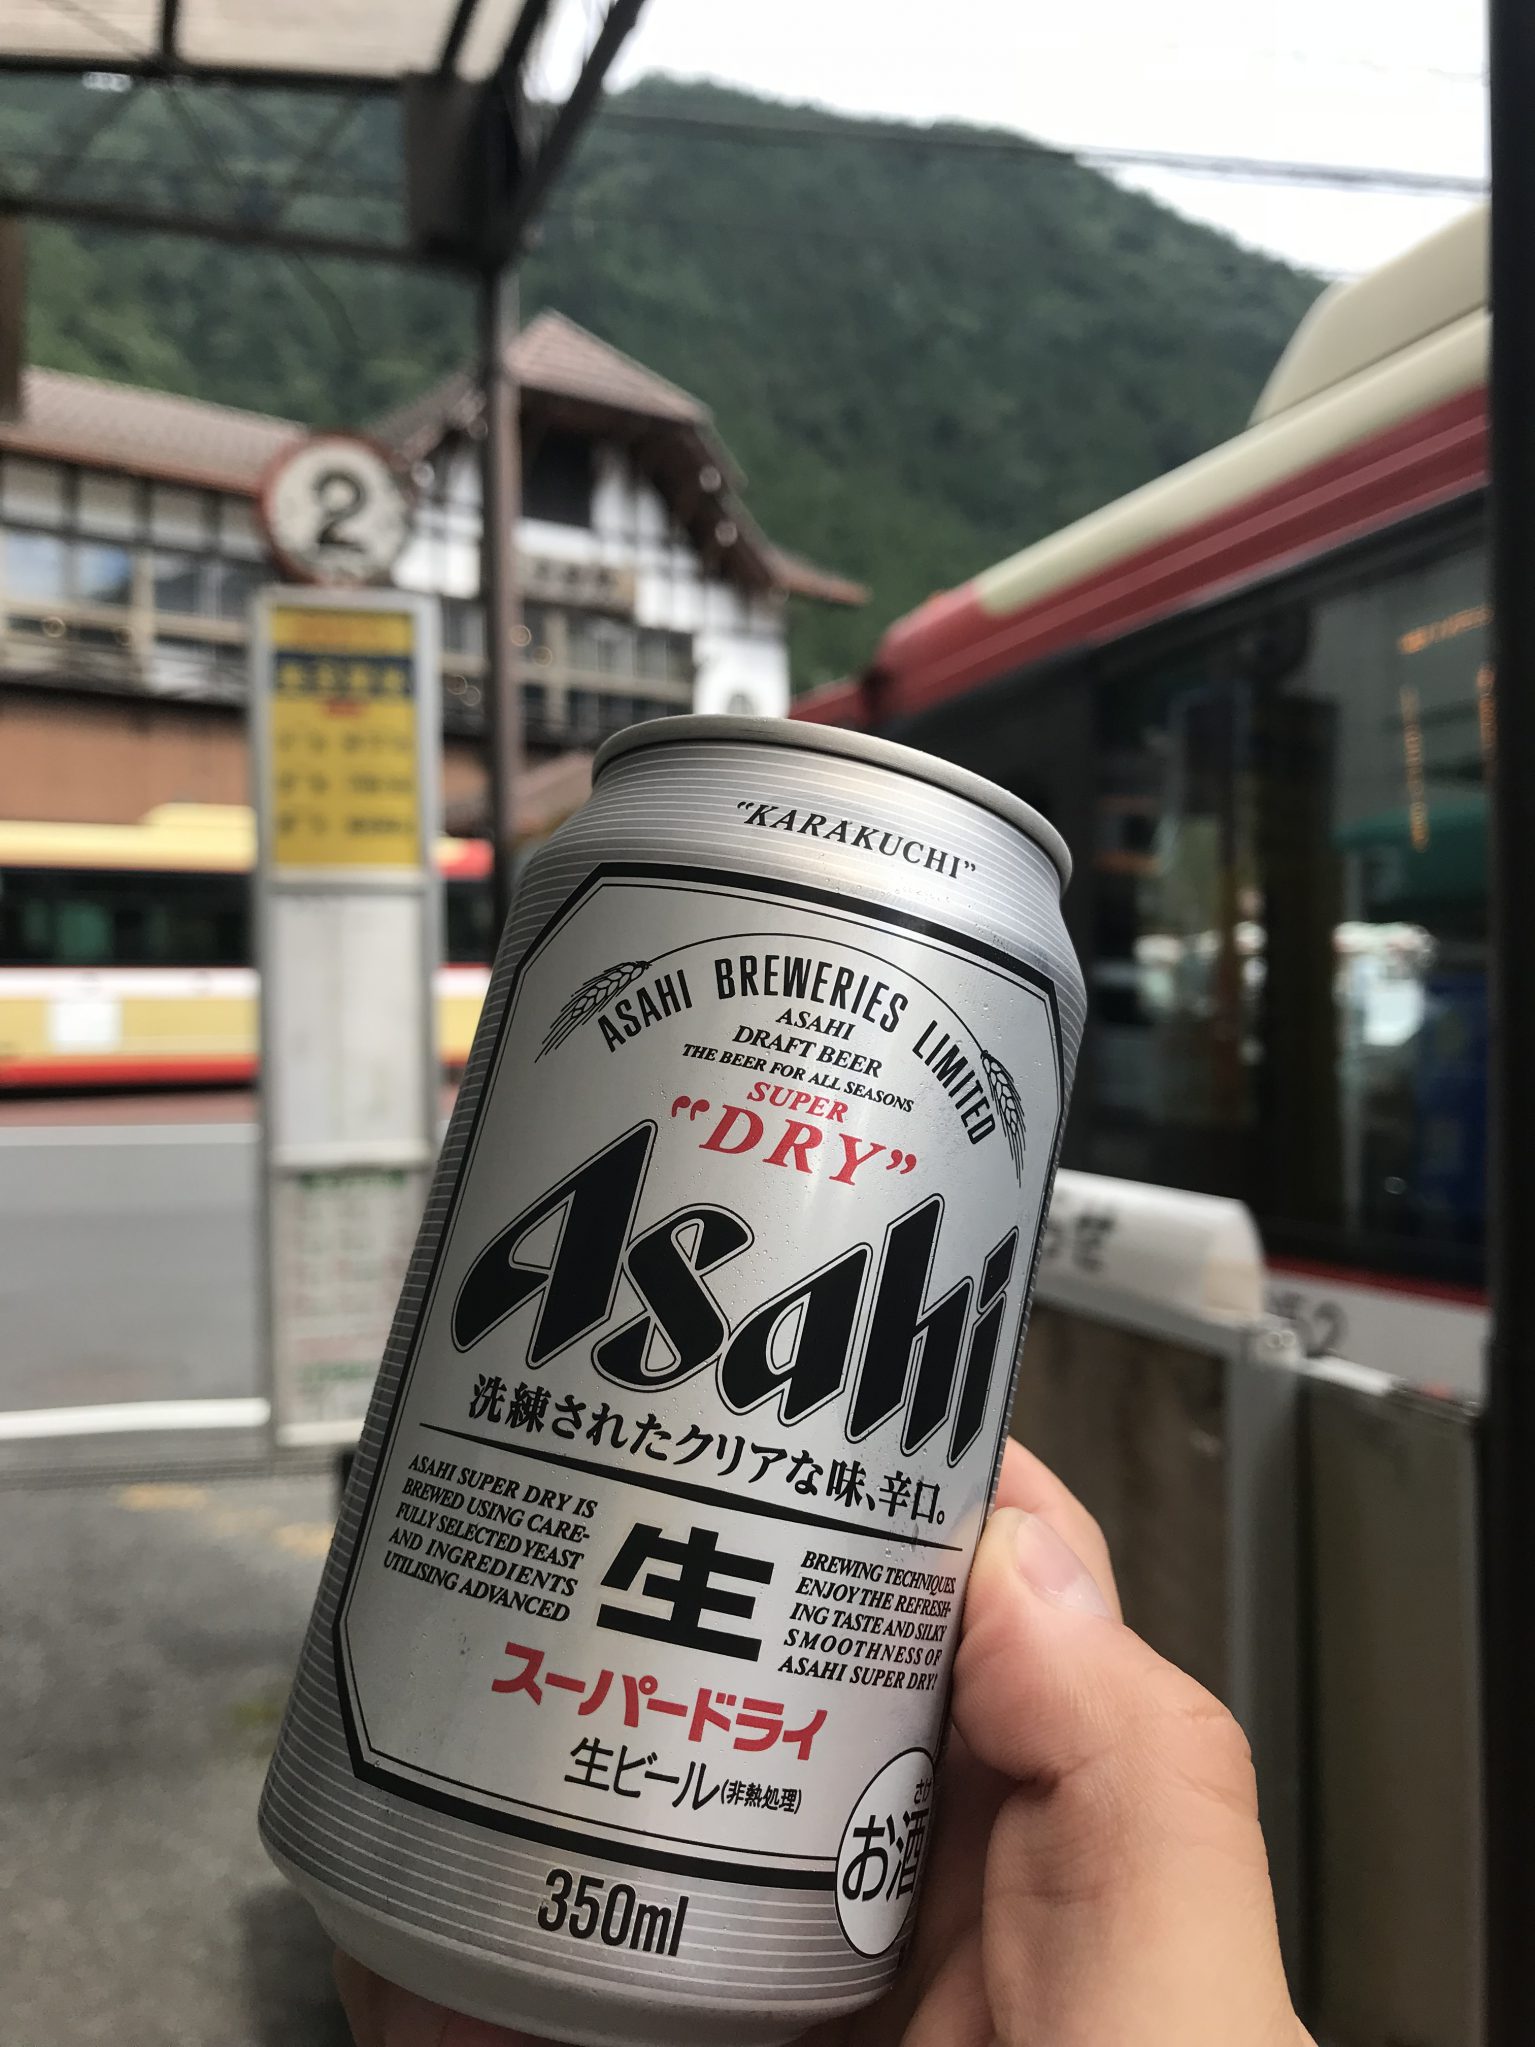 2
"KARAKUCHI"
ASAHI BREWERIES LIMITED
ASAHI
DRAFT BEER
THE BEER FOR ALL SEASONS
SUPER
"DRY"
Asahi
洗練されたクリアな味、辛口。
ASAHI SUPER DRY IS
BREWED USING CARE-
FULLY SELECTED YEAST
AND INGREDIENTS
UTILISING ADVANCED
生
BREWING TECHNIQUES.
ENJOY THE REFRESH-
ING TASTE AND SILKY
SMOOTHNESS OF
ASAHI SUPER DRY!
スーパードライ
生ビール(非熱処理)
さけ
お酒
350ml
52